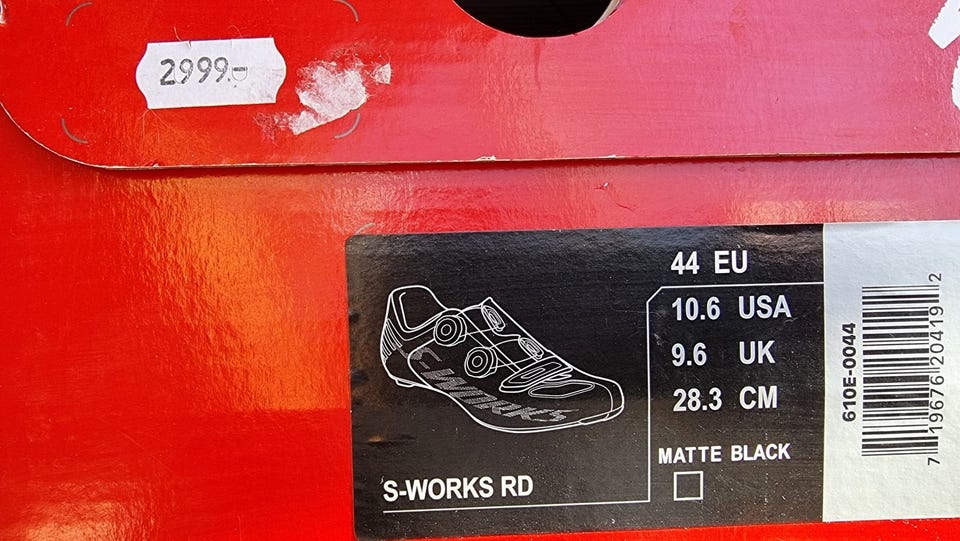 2999.-
44 EU
10.6 USA
9.6 UK
28.3 CM
MATTE BLACK
S-WORKS
S-WORKS RD
610E-0044
7 19676 20419 2